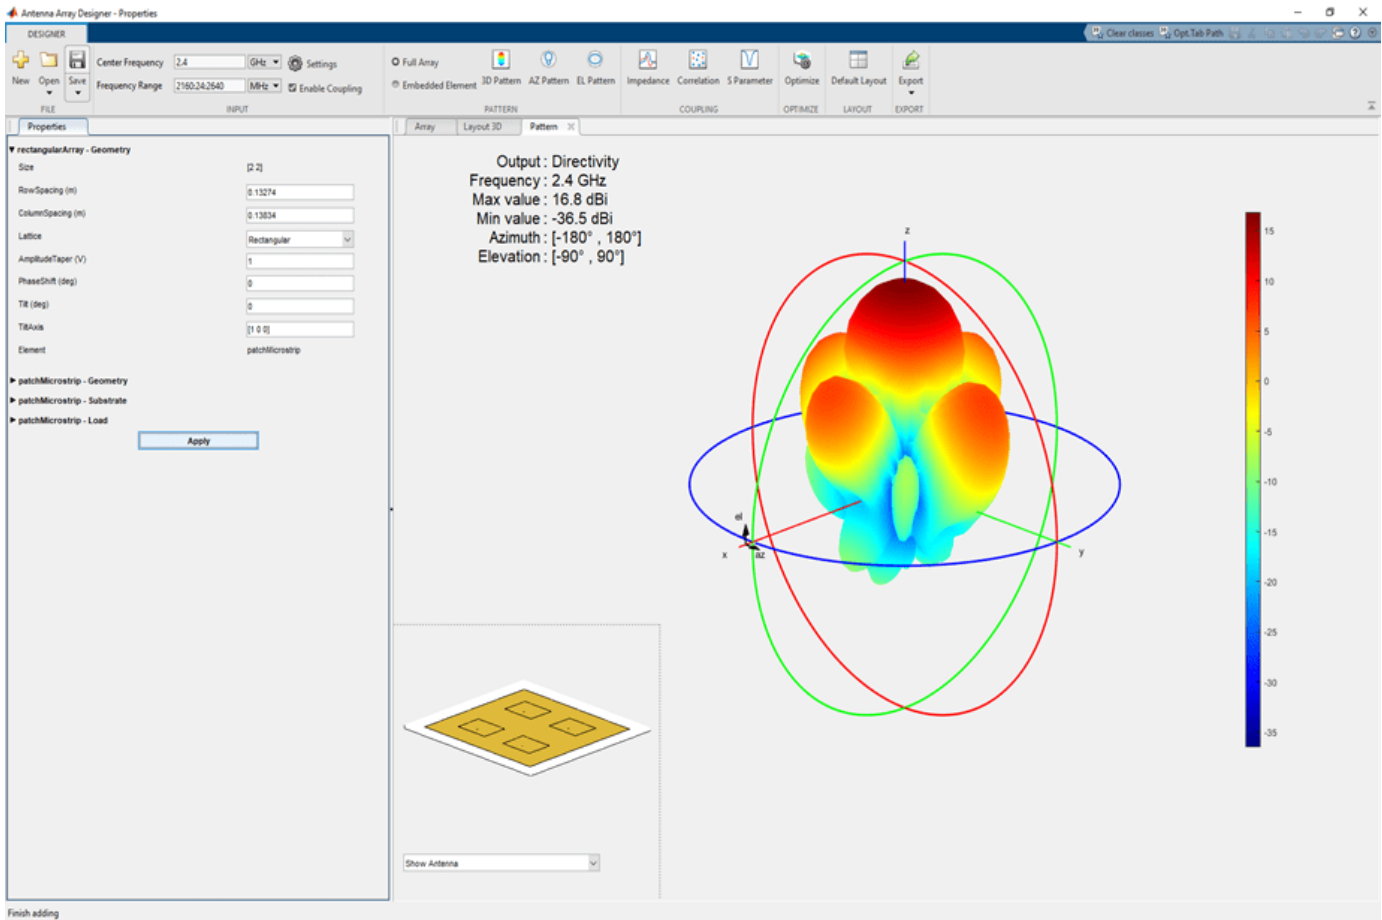 Antenna Array Designer - Properties
DESIGNER
Clear classes Opt.Tab Path
New Open Save
Center Frequency 2.4 GHz Settings
Frequency Range 2160:24:2640 MHz Enable Coupling
Full Array
Embedded Element
3D Pattern AZ Pattern EL Pattern
Impedance Correlation S Parameter
Optimize
Default Layout
Export
FILE INPUT PATTERN COUPLING OPTIMIZE LAYOUT EXPORT
Properties
rectangularArray - Geometry
Size [2 2]
RowSpacing (m) 0.13274
ColumnSpacing (m) 0.13834
Lattice Rectangular
AmplitudeTaper (V) 1
PhaseShift (deg) 0
Tilt (deg) 0
TiltAxis [1 0 0]
Element patchMicrostrip
patchMicrostrip - Geometry
patchMicrostrip - Substrate
patchMicrostrip - Load
Apply
Array Layout 3D Pattern
Output : Directivity
Frequency : 2.4 GHz
Max value : 16.8 dBi
Min value : -36.5 dBi
Azimuth : [-180° , 180°]
Elevation : [-90° , 90°]
z
el
x
az
y
15
10
5
0
-5
-10
-15
-20
-25
-30
-35
Show Antenna
Finish adding